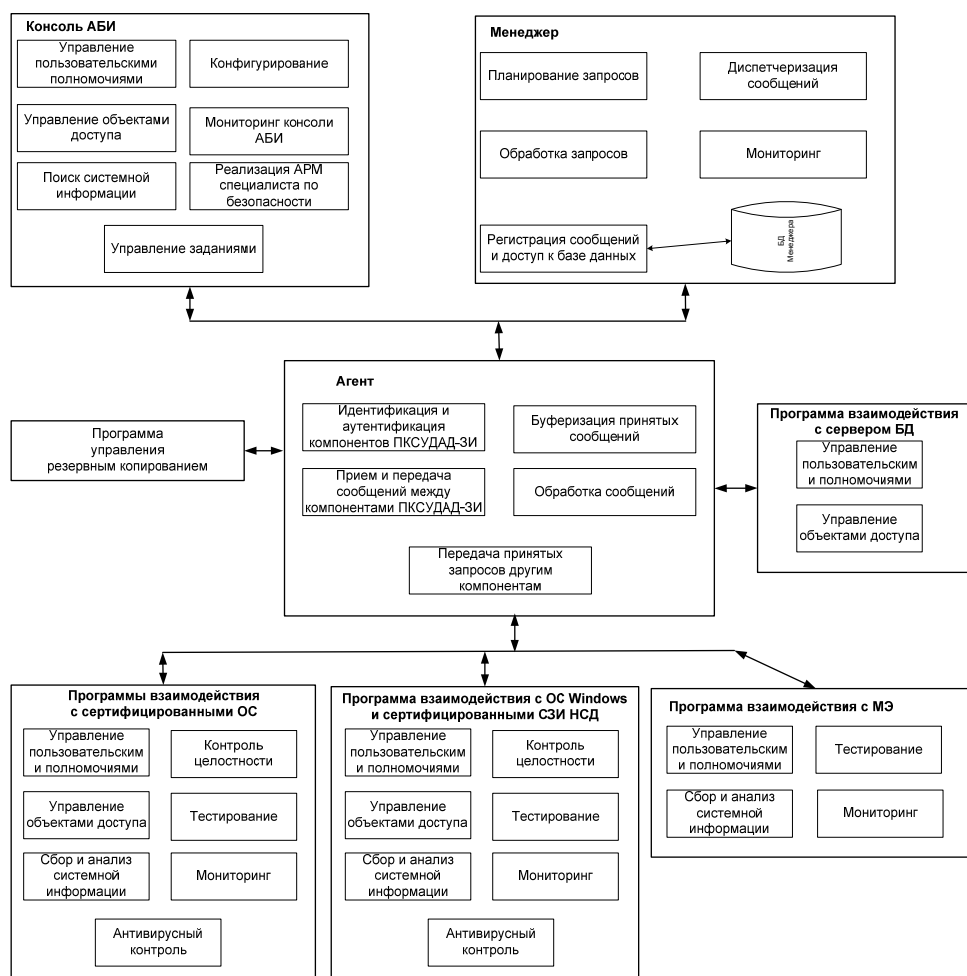 Консоль АБИ
Управление
пользовательскими
полномочиями
Конфигурирование
Управление объектами
доступа
Мониторинг консоли
АБИ
Поиск системной
информации
Реализация АРМ
специалиста по
безопасности
Управление заданиями
Менеджер
Планирование запросов
Диспетчеризация
сообщений
Обработка запросов
Мониторинг
Регистрация сообщений
и доступ к базе данных
БД
Менеджера
Агент
Идентификация и
аутентификация
компонентов ПКСУДАД-ЗИ
Буферизация принятых
сообщений
Прием и передача
сообщений между
компонентами ПКСУДАД-ЗИ
Обработка сообщений
Передача принятых
запросов другим
компонентам
Программа
управления
резервным копированием
Программа взаимодействия
с сервером БД
Управление
пользовательским
и полномочиями
Управление
объектами доступа
Программы взаимодействия
с сертифицированными ОС
Управление
пользовательским
и полномочиями
Контроль
целостности
Управление
объектами доступа
Тестирование
Сбор и анализ
системной
информации
Мониторинг
Антивирусный
контроль
Программа взаимодействия с ОС Windows
и сертифицированными СЗИ НСД
Управление
пользовательским
и полномочиями
Контроль
целостности
Управление
объектами доступа
Тестирование
Сбор и анализ
системной
информации
Мониторинг
Антивирусный
контроль
Программа взаимодействия с МЭ
Управление
пользовательским
и полномочиями
Тестирование
Сбор и анализ
системной
информации
Мониторинг